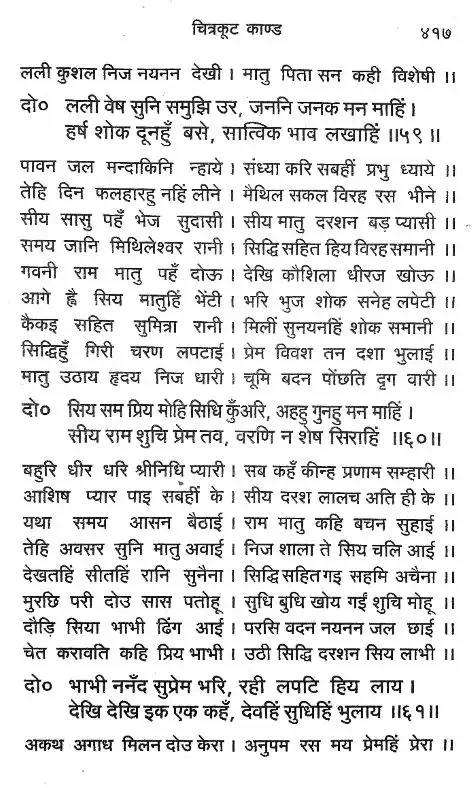 चित्रकूट काण्ड ४१७
लली कुशल निज नयनन देखी । मातु पिता सन कही विशेषी ।।
दो० लली वेष सुनि समुझि उर, जननि जनक मन माहिं।
हर्ष शोक दूनहुँ बसे, सात्विक भाव लखाहिं ।।५९।।
पावन जल मन्दाकिनि न्हाये । संध्या करि सबहीं प्रभु ध्याये ।।
तेहि दिन फलहारहु नहिं लीने । मैथिल सकल विरह रस भीने ।।
सीय सासु पहँ भेज सुदासी । सीय मातु दरशन बड़ प्यासी ।।
समय जानि मिथिलेश्वर रानी । सिद्धि सहित हिय विरह समानी ।।
गवनी राम मातु पहँ दोऊ । देखि कौशिला धीरज खोऊ ।।
आगे ह्वै सिय मातुहिं भेंटी । भरि भुज शोक सनेह लपेटी ।।
कैकइ सहित सुमित्रा रानी । मिलीं सुनयनहिं शोक समानी ।।
सिद्धिहुँ गिरी चरण लपटाई । प्रेम विवश तन दशा भुलाई ।।
मातु उठाय हृदय निज धारी । चूमि बदन पोंछति दृग वारी ।।
दो० सिय सम प्रिय मोहि सिधि कुँअरि, अहहु गुनहु मन माहिं ।
सीय राम शुचि प्रेम तव, वरणि न शेष सिराहिं ।।६०।।
बहुरि धीर धरि श्रीनिधि प्यारी । सब कहँ कीन्ह प्रणाम सम्हारी ।।
आशिष प्यार पाइ सबहीं के । सीय दरश लालच अति ही के ।।
यथा समय आसन बैठाई । राम मातु कहि बचन सुहाई ।।
तेहि अवसर सुनि मातु अवाई । निज शाला ते सिय चलि आई ।।
देखतहिं सीतहिं रानि सुनैना । सिद्धि सहित गइ सहमि अचैना ।।
मुरछि परी दोउ सास पतोहू । सुधि बुधि खोय गईं शुचि मोहू ।।
दौड़ि सिया भाभी ढिंग आई । परसि वदन नयनन जल छाई ।।
चेत करावति कहि प्रिय भाभी । उठी सिद्धि दरशन सिय लाभी ।।
दो० भाभी ननँद सुप्रेम भरि, रही लपटि हिय लाय ।
देखि देखि इक एक कहँ, देवहिं सुधिहिं भुलाय ।।६१।।
अकथ अगाध मिलन दोउ केरा । अनुपम रस मय प्रेमहिं प्रेरा ।।